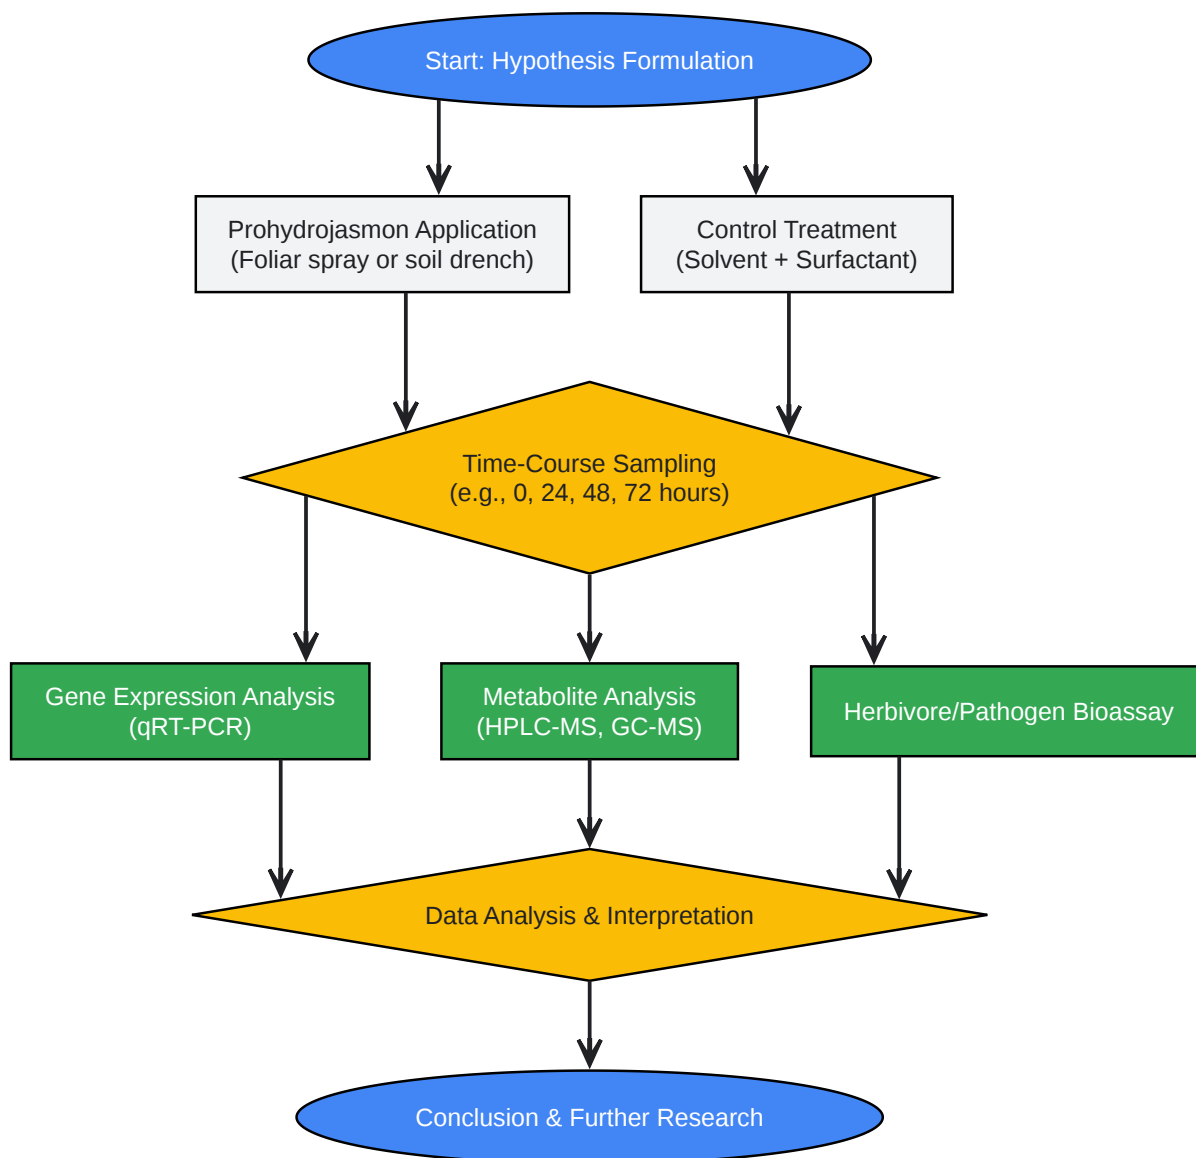 Start: Hypothesis Formulation
Prohydrojasmon Application
(Foliar spray or soil drench)
Control Treatment
(Solvent + Surfactant)
Time-Course Sampling
(e.g., 0, 24, 48, 72 hours)
Gene Expression Analysis
(qRT-PCR)
Metabolite Analysis
(HPLC-MS, GC-MS)
Herbivore/Pathogen Bioassay
Data Analysis & Interpretation
Conclusion & Further Research